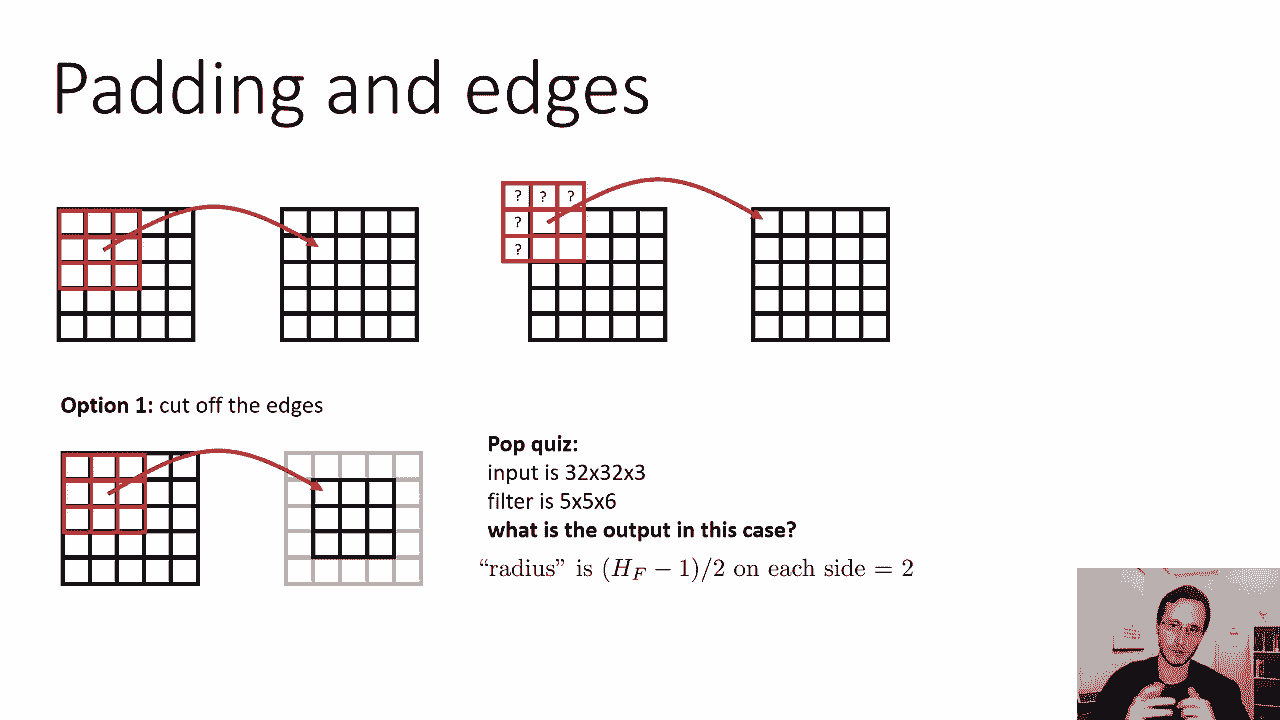 Padding and edges
? ? ?
?
?
Option 1: cut off the edges
Pop quiz:
input is 32x32x3
filter is 5x5x6
what is the output in this case?
“radius” is (H_F − 1)/2 on each side = 2